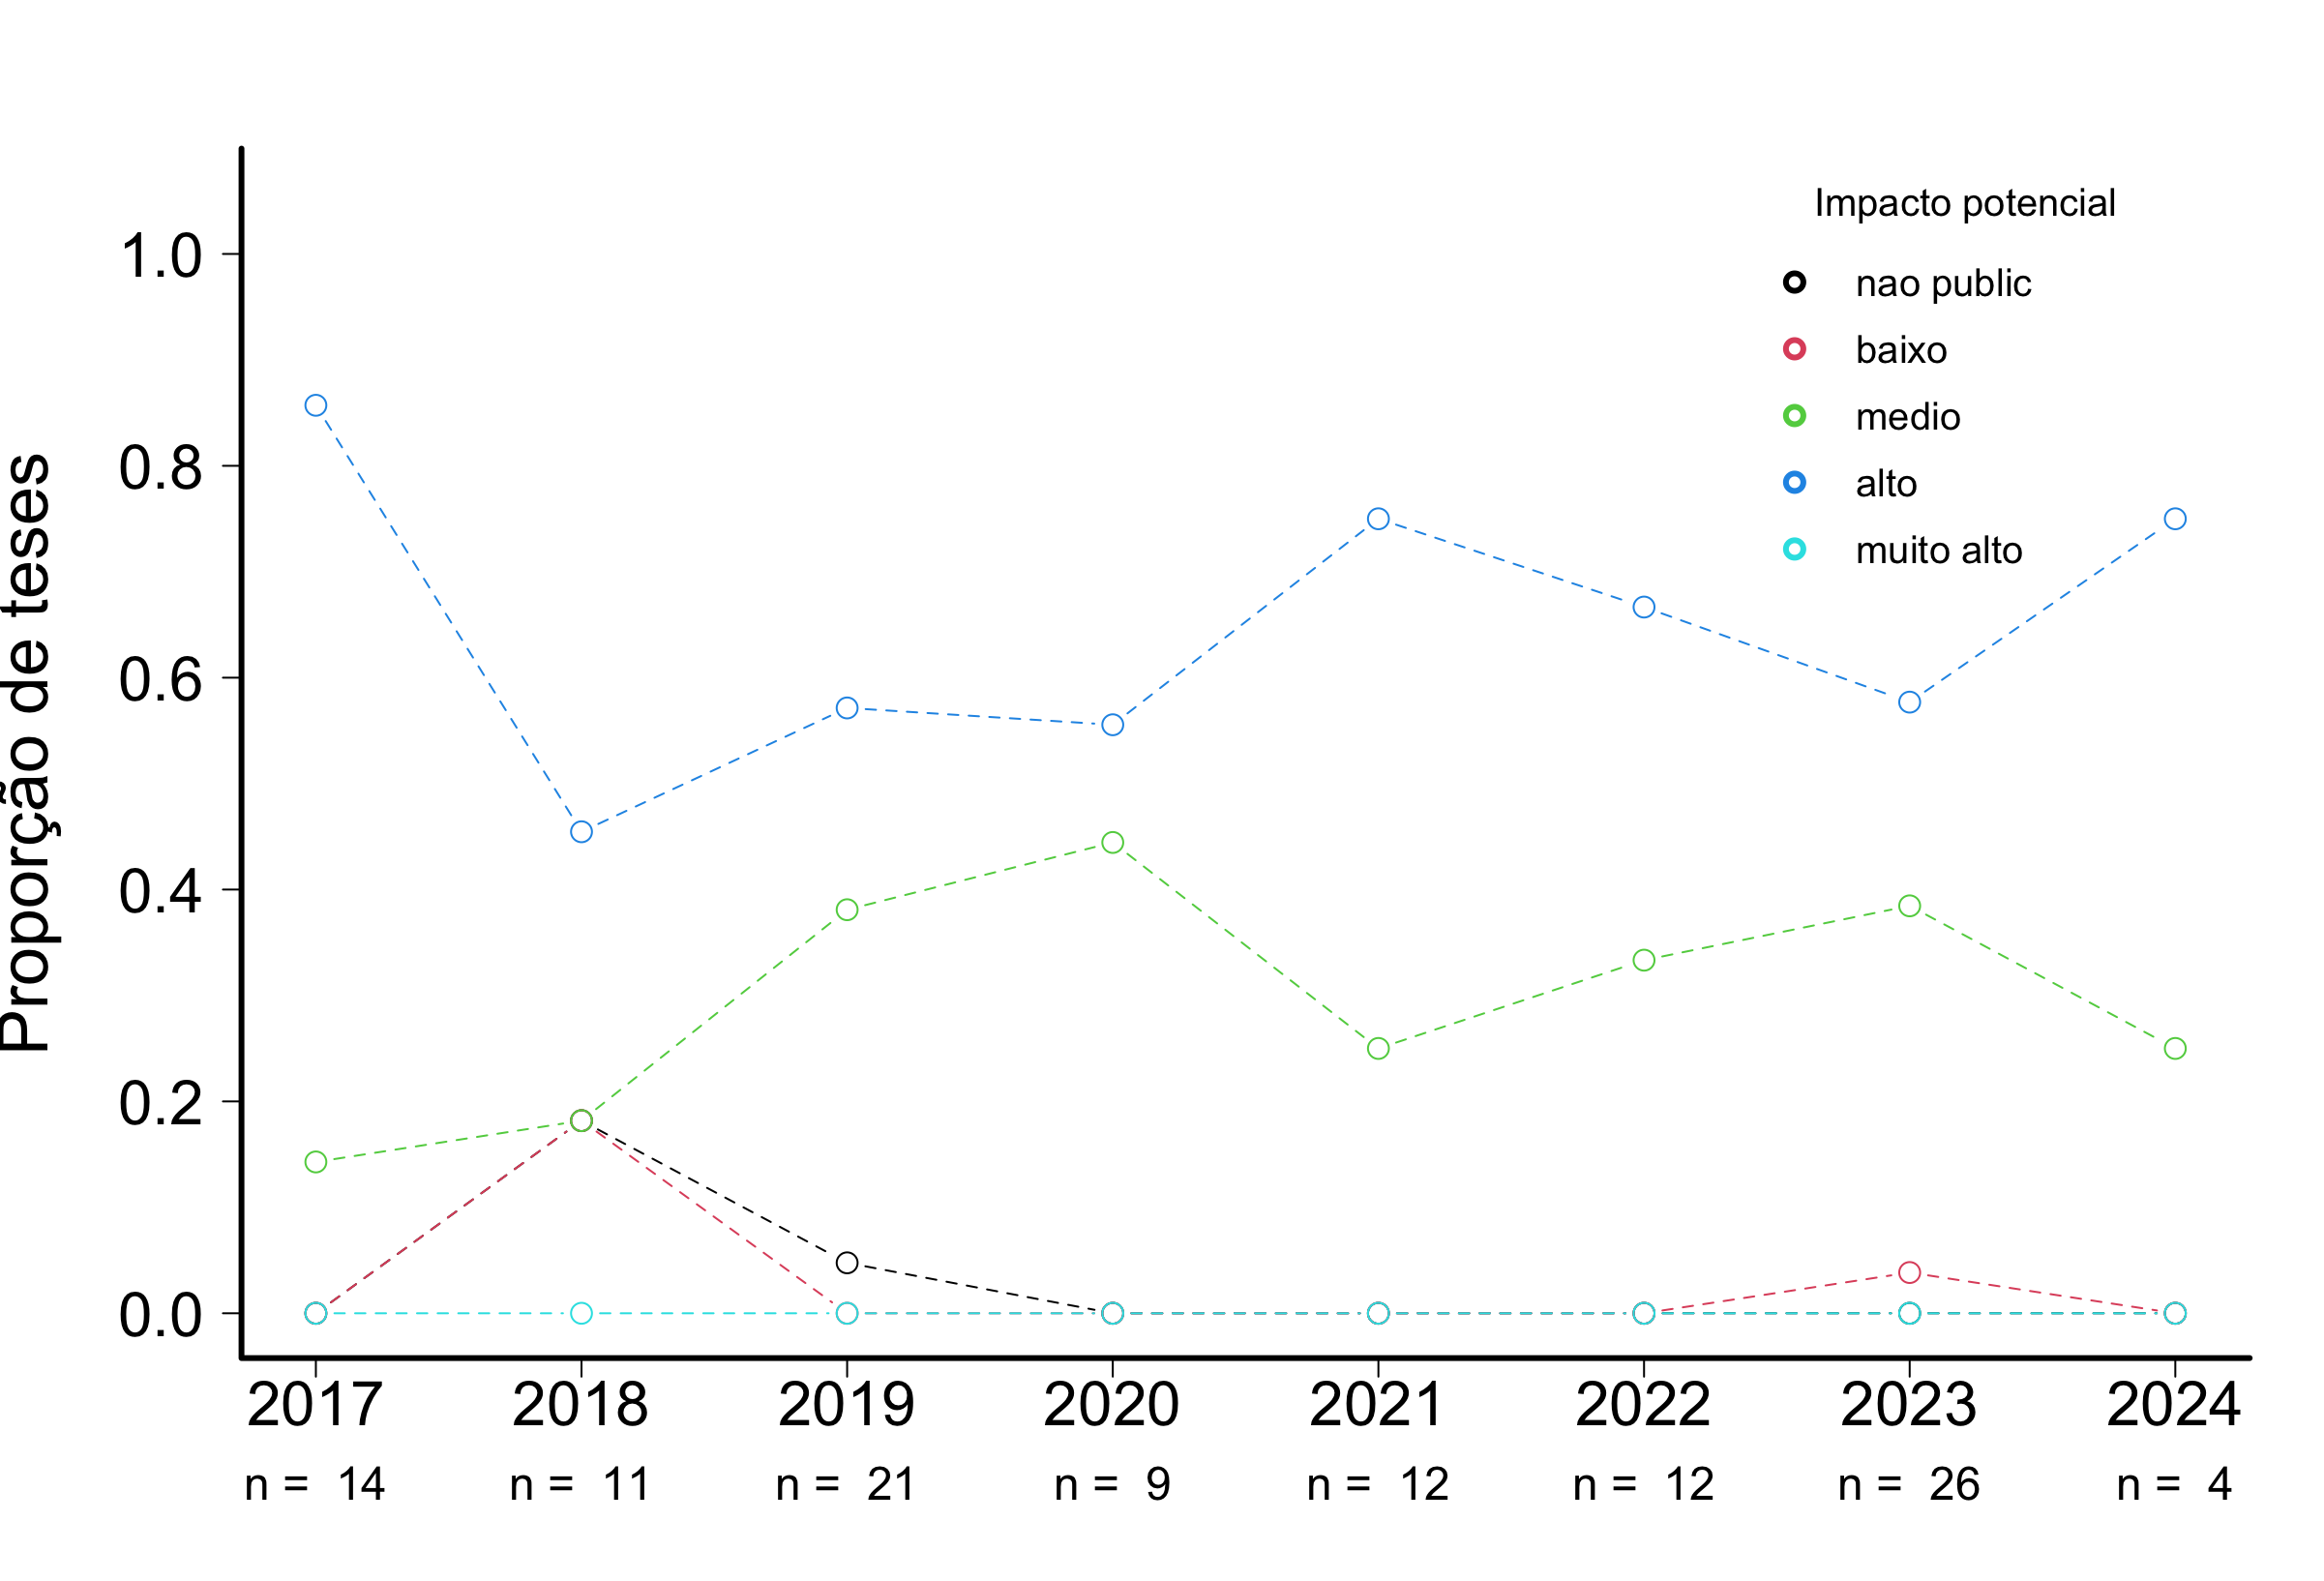 Proporção de teses
1.0
0.8
0.6
0.4
0.2
0.0
Impacto potencial
nao public
baixo
medio
alto
muito alto
2017 2018 2019 2020 2021 2022 2023 2024
n = 14 n = 11 n = 21 n = 9 n = 12 n = 12 n = 26 n = 4